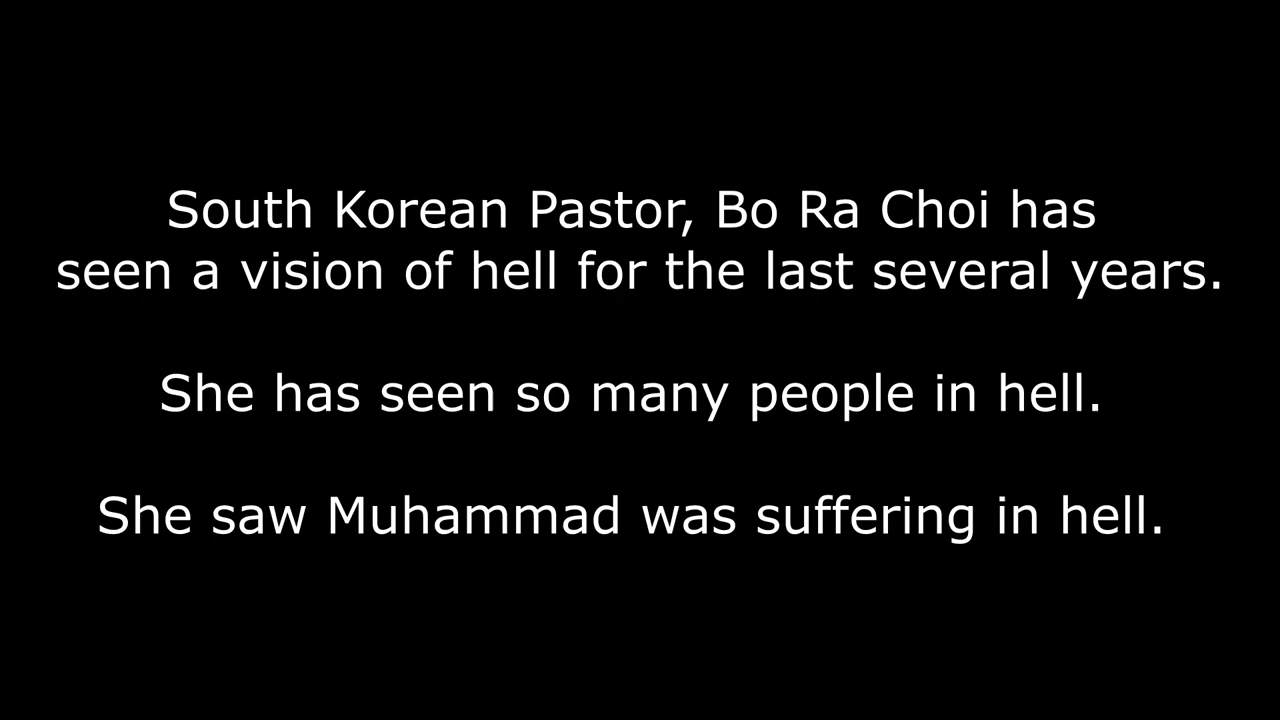 South Korean Pastor, Bo Ra Choi has
seen a vision of hell for the last several years.
She has seen so many people in hell.
She saw Muhammad was suffering in hell.